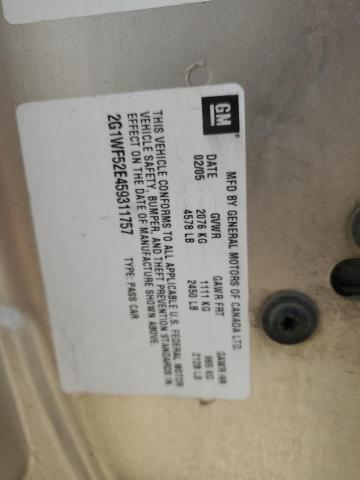 GM
MFD BY GENERAL MOTORS OF CANADA LTD.
DATE GVWR GAWR FRT GAWR RR
02/05 2076 KG 1111 KG 965 KG
4578 LB 2450 LB 2128 LB
THIS VEHICLE CONFORMS TO ALL APPLICABLE U.S. FEDERAL MOTOR
VEHICLE SAFETY, BUMPER, AND THEFT PREVENTION STANDARDS IN
EFFECT ON THE DATE OF MANUFACTURE SHOWN ABOVE.
2G1WF52E459311757 TYPE: PASS CAR